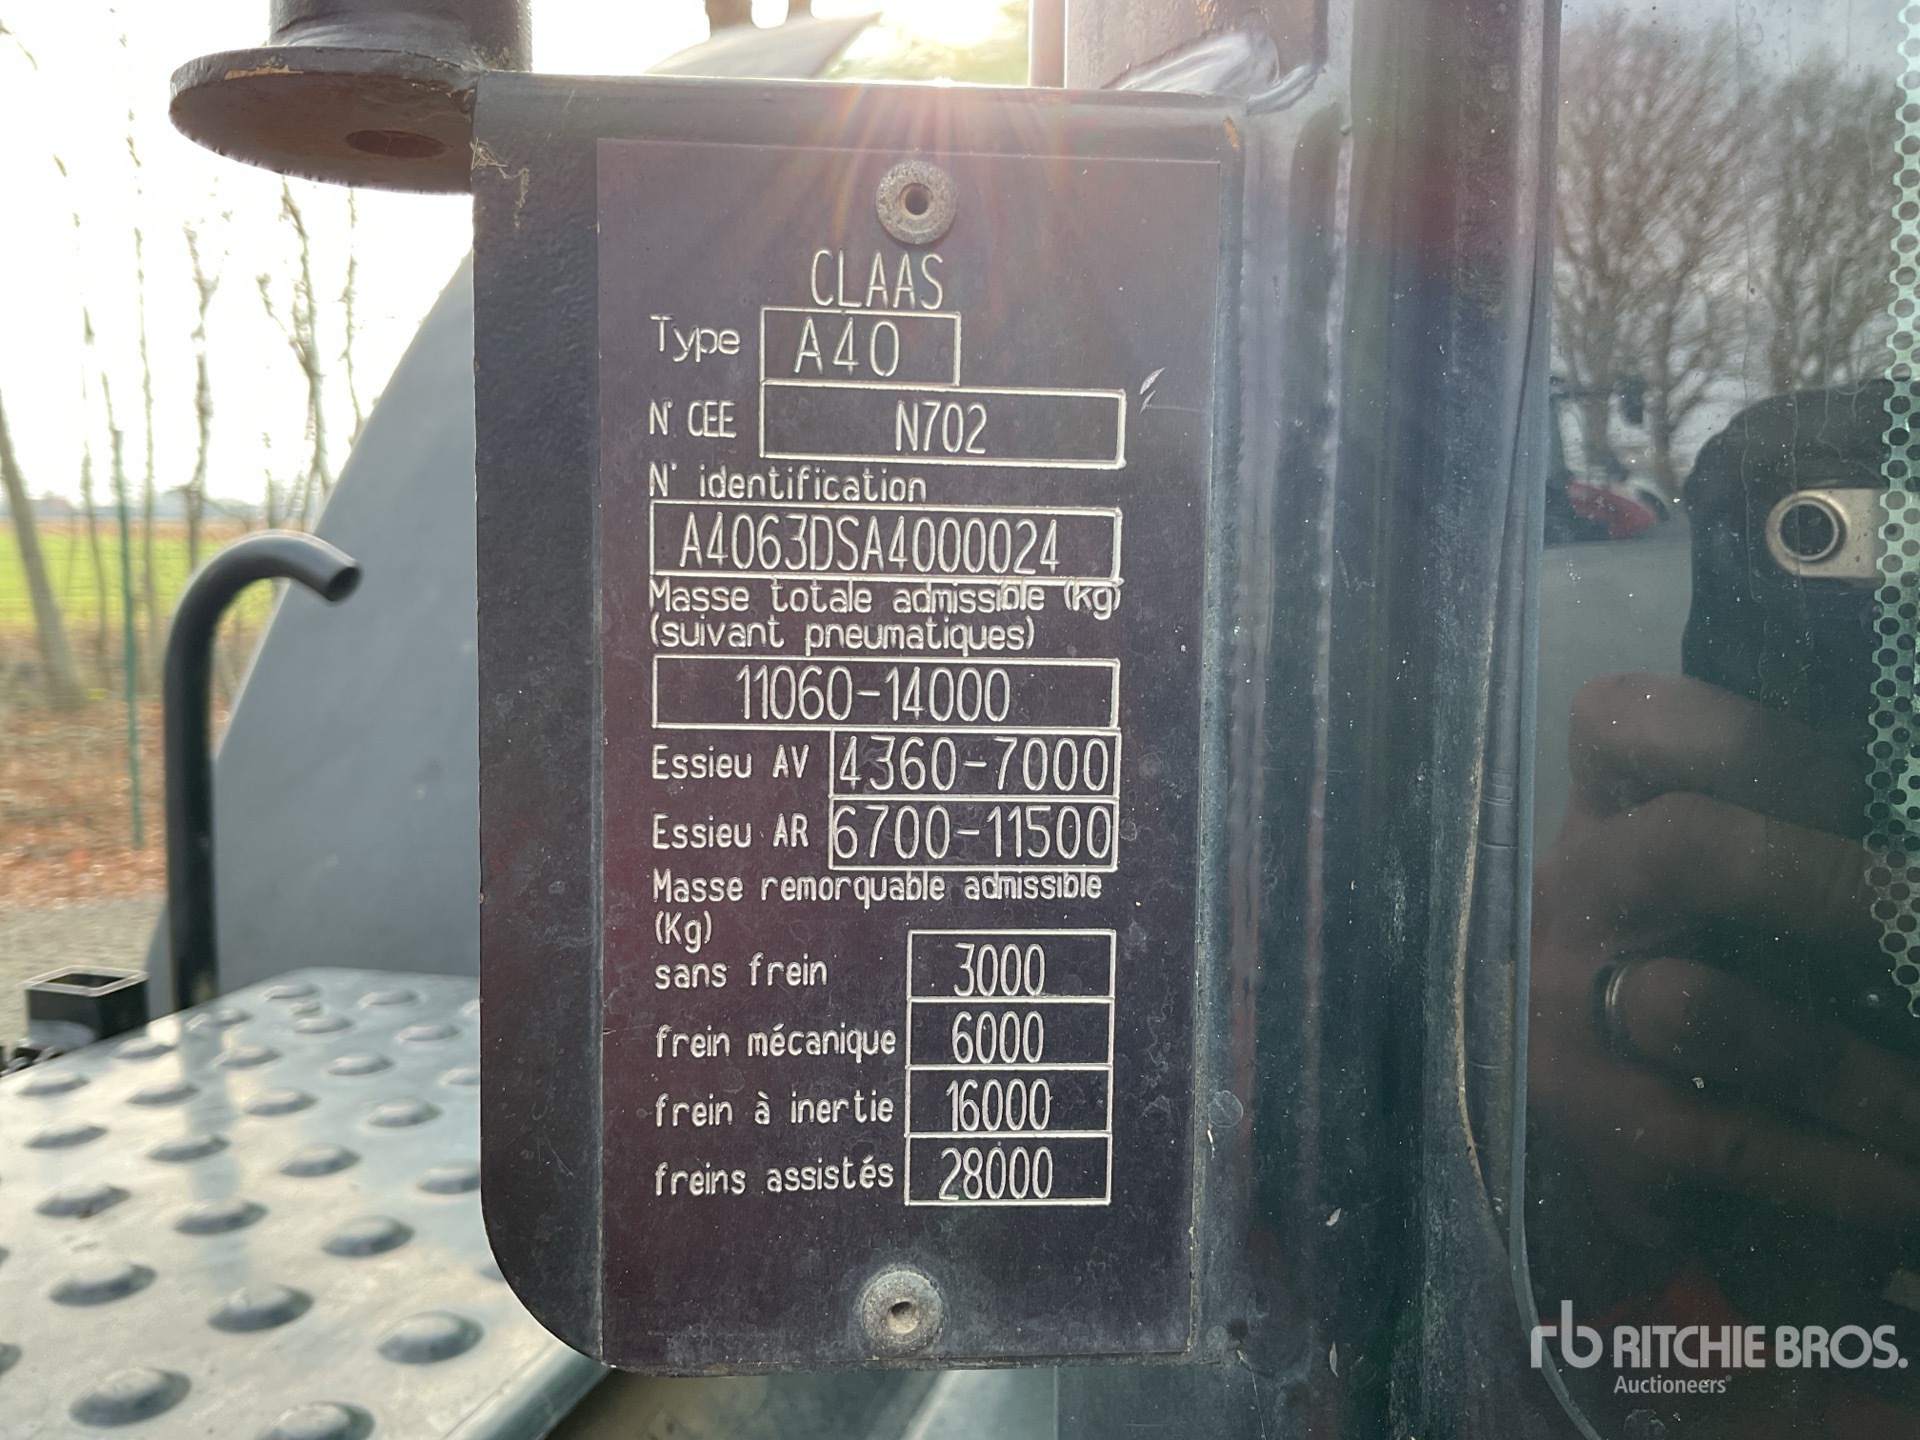 CLAAS
Type A40
N° CEE N702
N° identification
A4063DSA4000024
Masse totale admissible (Kg)
(suivant pneumatiques)
11060-14000
Essieu AV 4360-7000
Essieu AR 6700-11500
Masse remorquable admissible
(Kg)
sans frein 3000
frein mécanique 6000
frein à inertie 16000
freins assistés 28000
rb RITCHIE BROS.
Auctioneers®